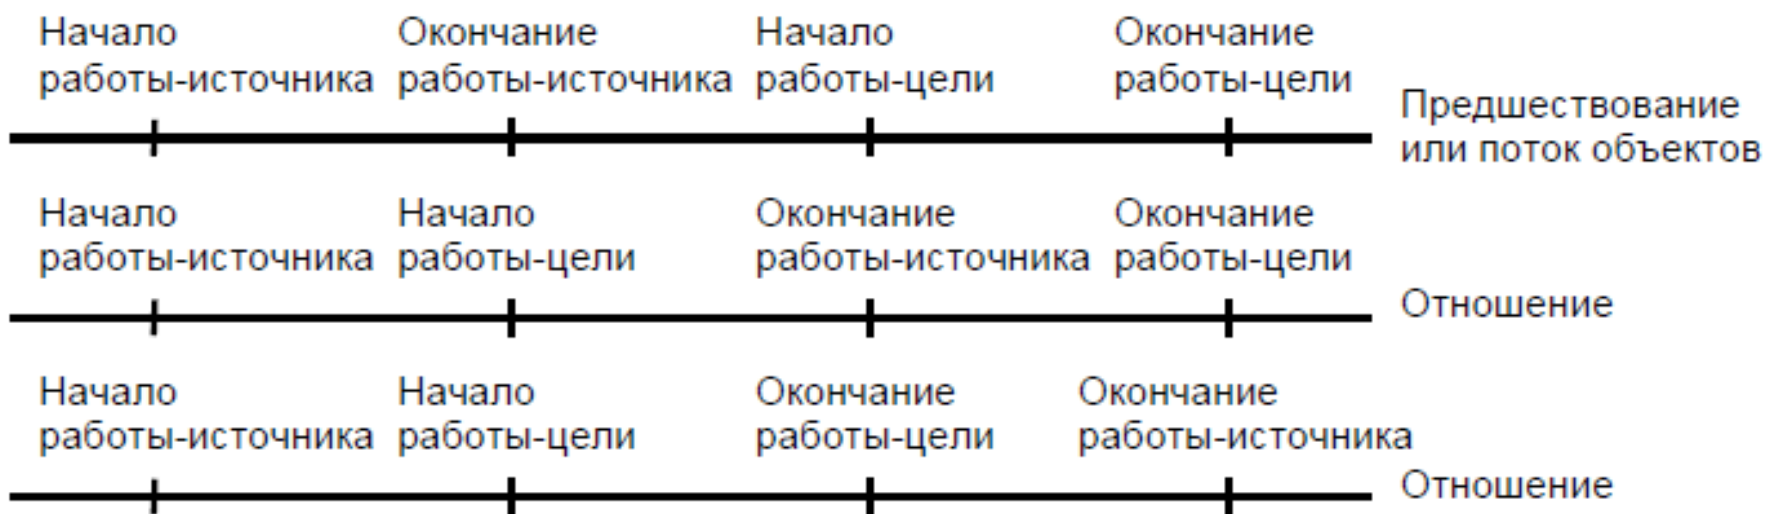 Начало
работы-источника
Окончание
работы-источника
Начало
работы-цели
Окончание
работы-цели
Предшествование
или поток объектов
Начало
работы-источника
Начало
работы-цели
Окончание
работы-источника
Окончание
работы-цели
Отношение
Начало
работы-источника
Начало
работы-цели
Окончание
работы-цели
Окончание
работы-источника
Отношение